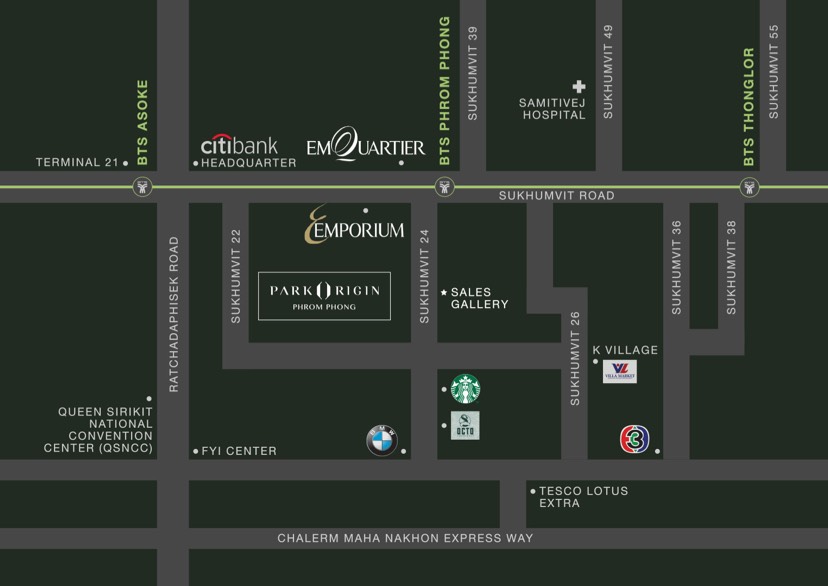 BTS ASOKE
BTS PHROM PHONG
SUKHUMVIT 39
SUKHUMVIT 49
BTS THONGLOR
SUKHUMVIT 55
SAMITIVEJ
HOSPITAL
TERMINAL 21
citibank
HEADQUARTER
EMQUARTIER
SUKHUMVIT ROAD
RATCHADAPHISEK ROAD
SUKHUMVIT 22
EMPORIUM
PARK ORIGIN
PHROM PHONG
SUKHUMVIT 24
SALES
GALLERY
SUKHUMVIT 26
SUKHUMVIT 36
SUKHUMVIT 38
K VILLAGE
VILLA MARKET
QUEEN SIRIKIT
NATIONAL
CONVENTION
CENTER (QSNCC)
FYI CENTER
BMW
OCTO
3
TESCO LOTUS
EXTRA
CHALERM MAHA NAKHON EXPRESS WAY